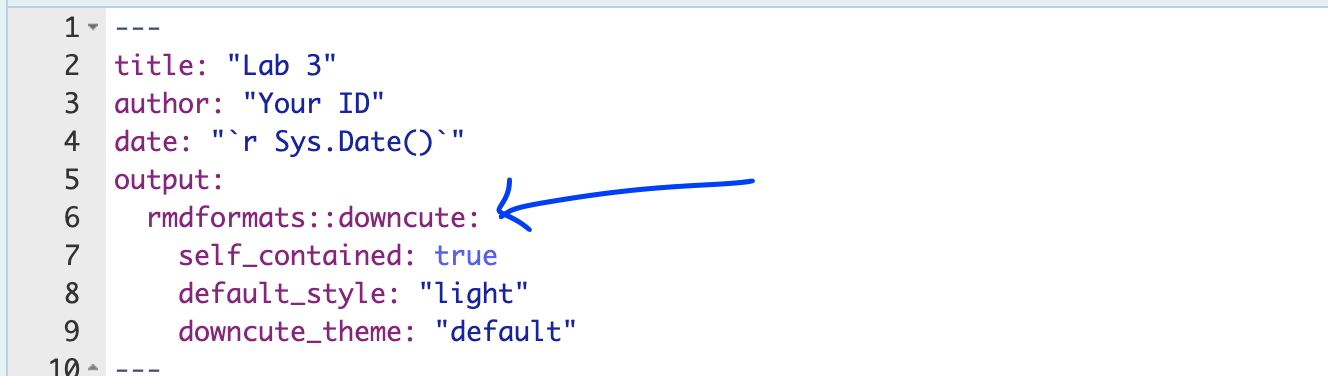 1 ---
2 title: "Lab 3"
3 author: "Your ID"
4 date: "`r Sys.Date()`"
5 output:
6   rmdformats::downcute:
7     self_contained: true
8     default_style: "light"
9     downcute_theme: "default"
10 ---